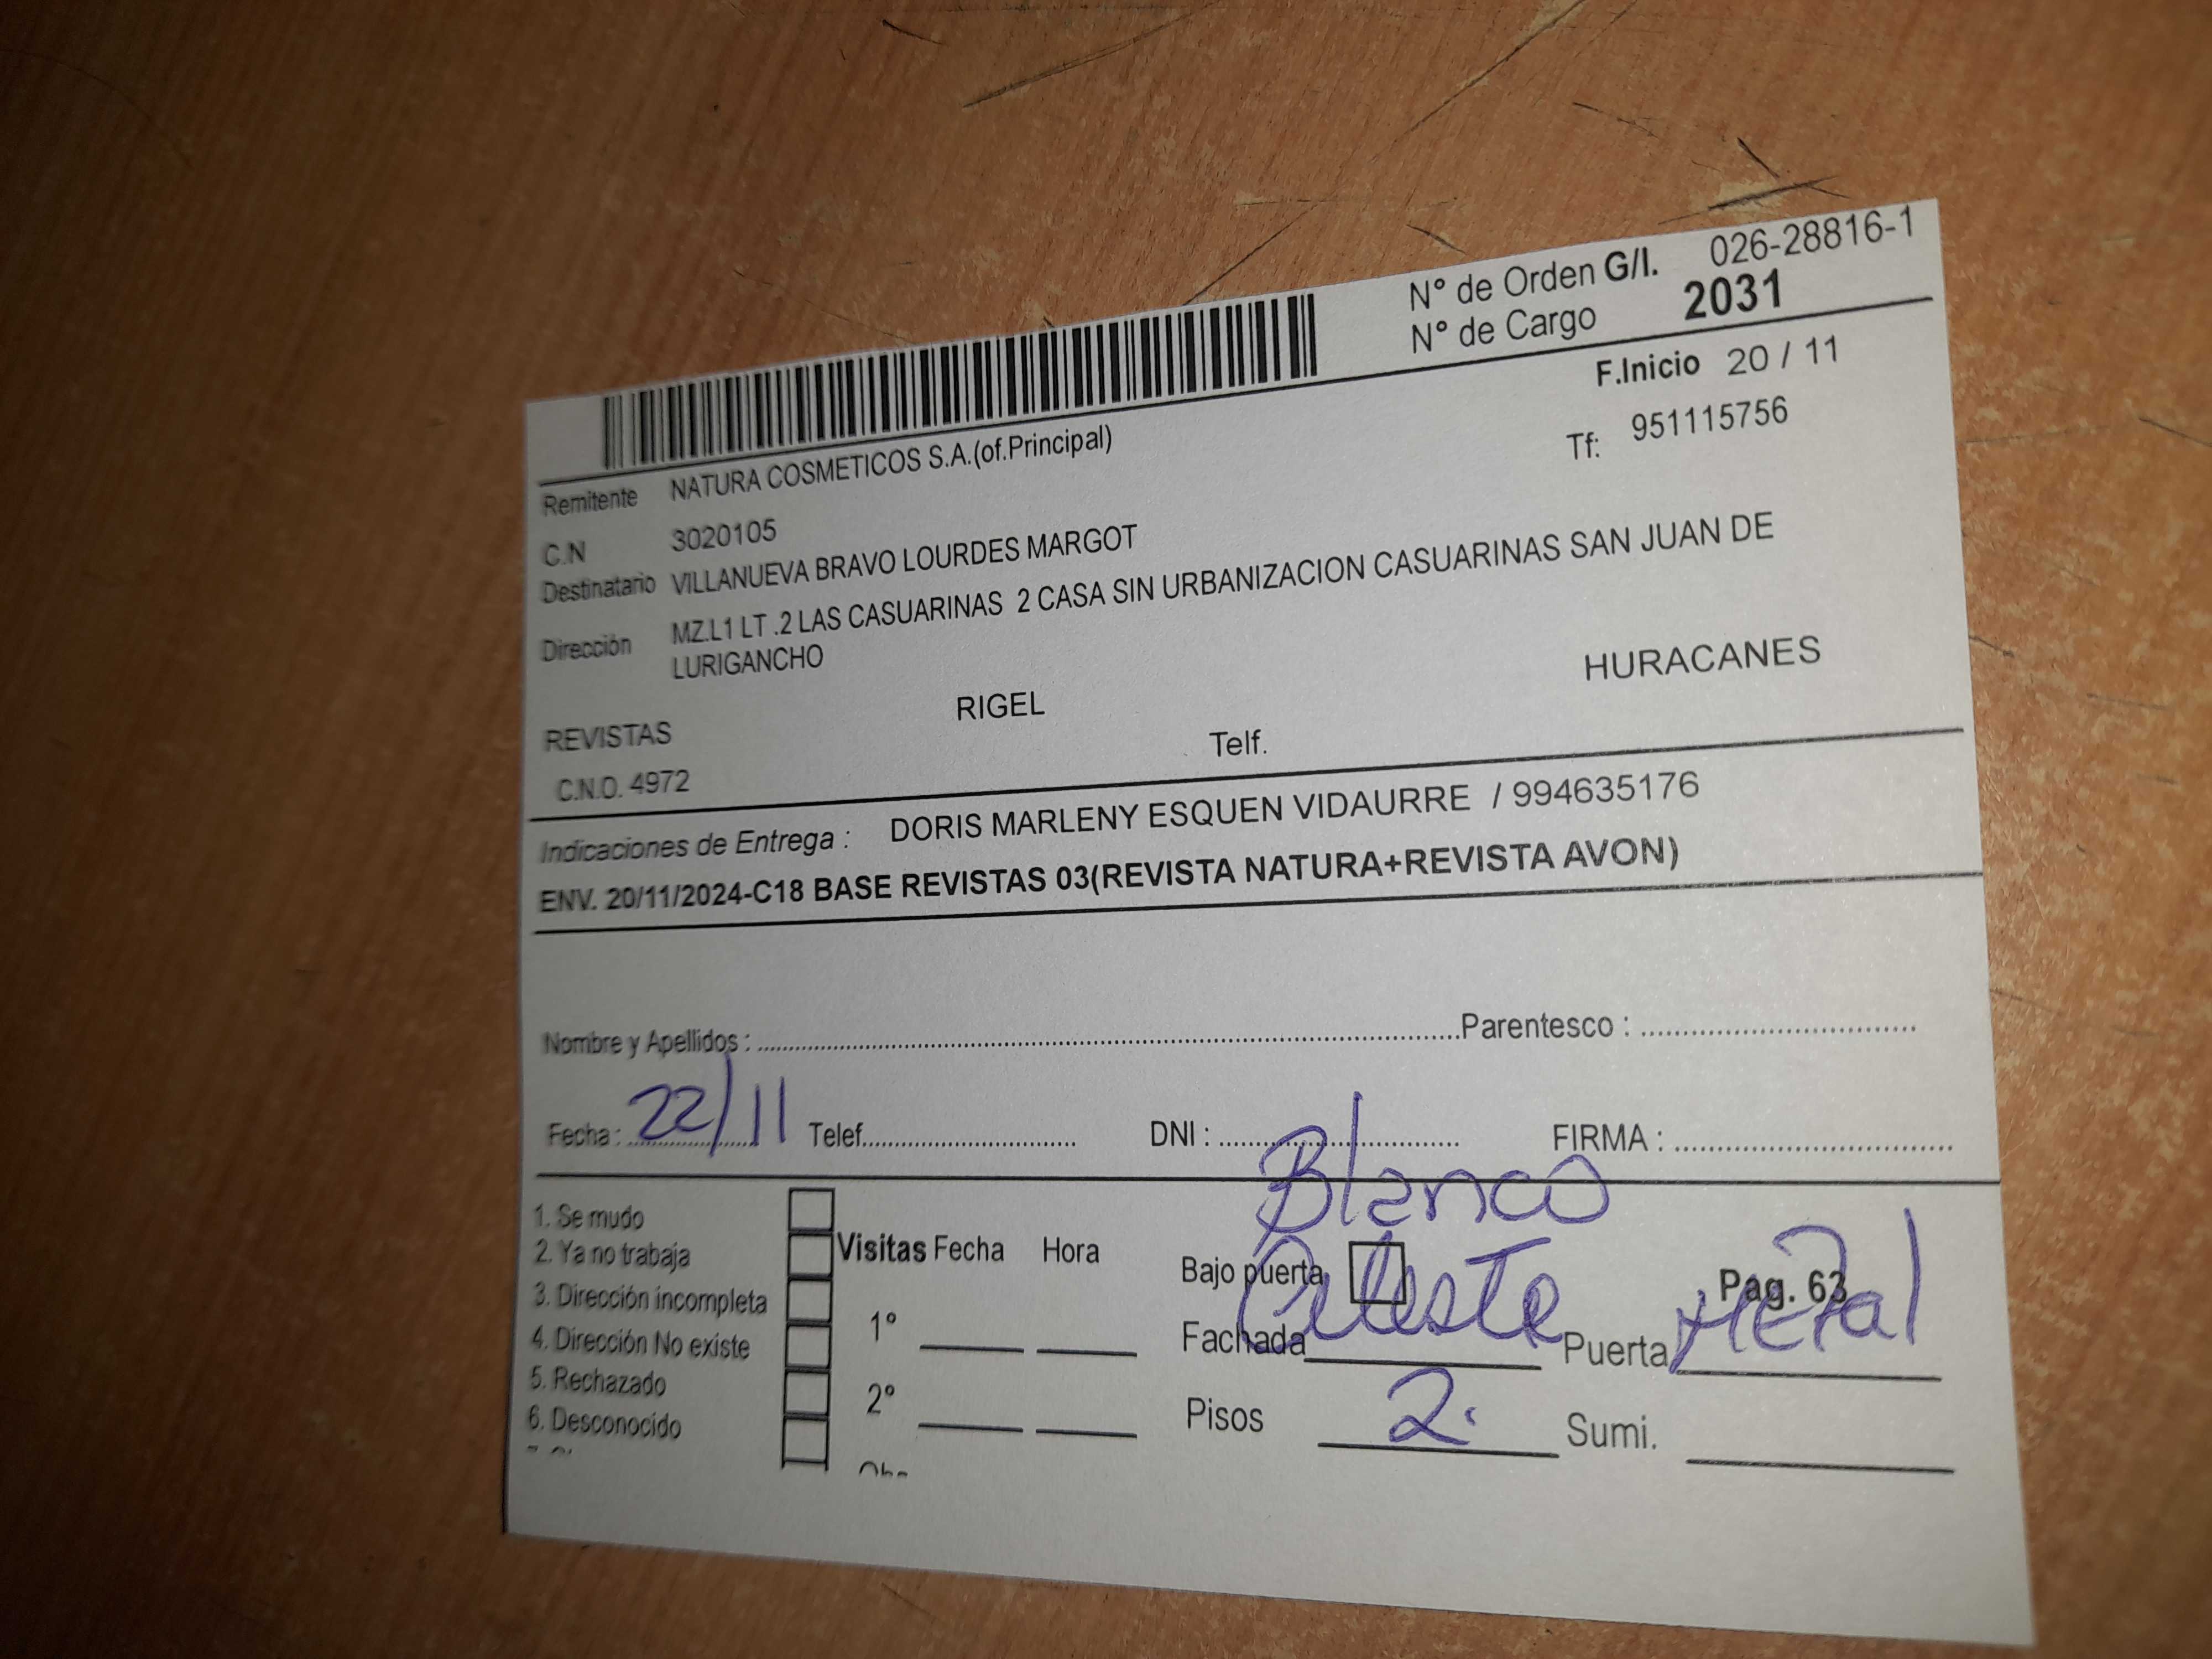 N° de Orden G/I. 026-28816-1
N° de Cargo 2031
F.Inicio 20 / 11
Remitente NATURA COSMETICOS S.A.(of.Principal) Tf: 951115756
C.N 3020105
Destinatario VILLANUEVA BRAVO LOURDES MARGOT
Dirección MZ.L1 LT .2 LAS CASUARINAS 2 CASA SIN URBANIZACION CASUARINAS SAN JUAN DE
LURIGANCHO
REVISTAS RIGEL HURACANES
C.N.O. 4972 Telf.
Indicaciones de Entrega : DORIS MARLENY ESQUEN VIDAURRE / 994635176
ENV. 20/11/2024-C18 BASE REVISTAS 03(REVISTA NATURA+REVISTA AVON)
Nombre y Apellidos : Parentesco :
Fecha : 22/11 Telef. DNI : FIRMA :
Blanco
1. Se mudo
2. Ya no trabaja
3. Dirección incompleta
4. Dirección No existe
5. Rechazado
6. Desconocido
Visitas Fecha Hora
1°
2°
Bajo puerta Pag. 63
Fachada Celeste Puerta Metal
Pisos 2. Sumi.